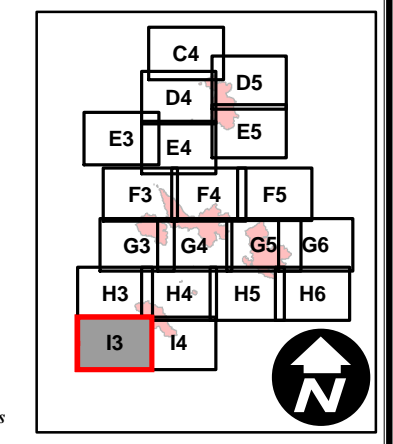 C4
D4 D5
E3 E4 E5
F3 F4 F5
G3 G4 G5 G6
H3 H4 H5 H6
I3 I4
N
s